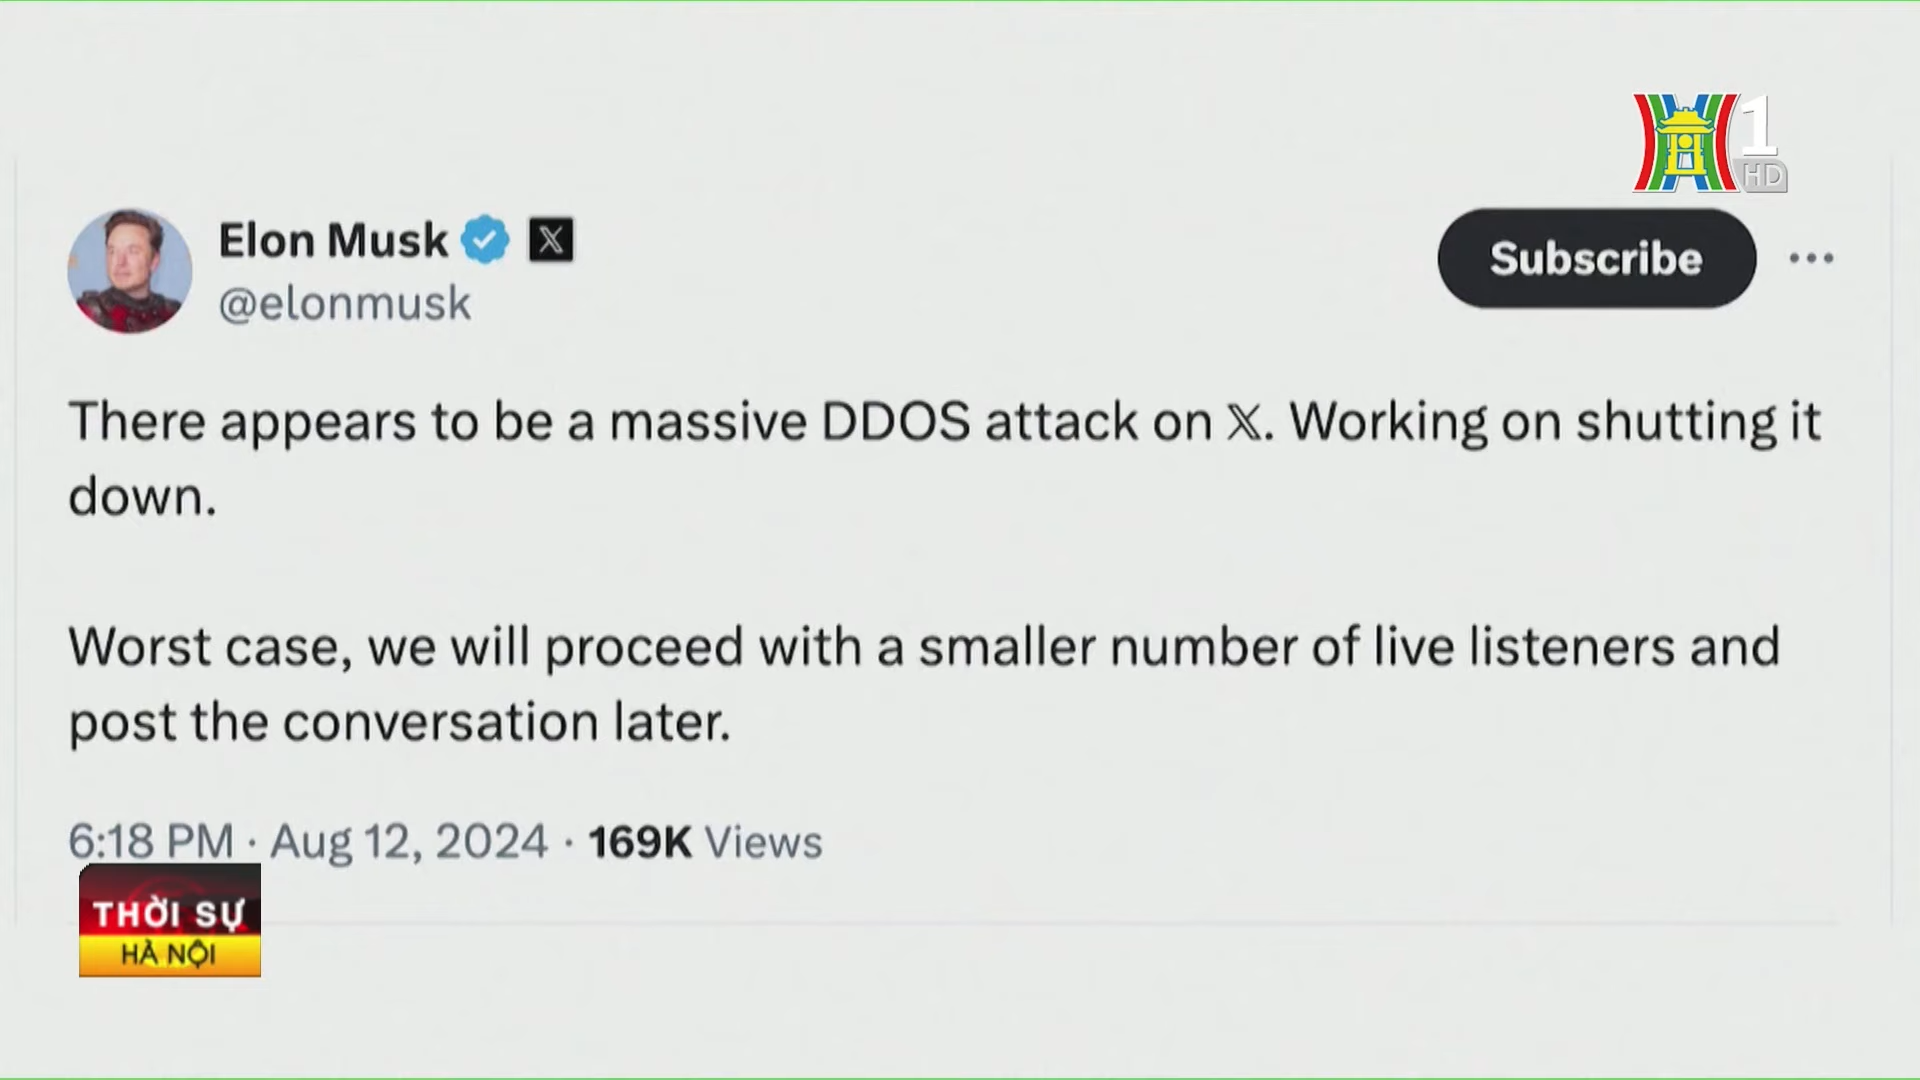 1
HD
Elon Musk
X
Subscribe
@elonmusk
There appears to be a massive DDOS attack on 𝕏. Working on shutting it
down.
Worst case, we will proceed with a smaller number of live listeners and
post the conversation later.
6:18 PM · Aug 12, 2024 · 169K Views
THỜI SỰ
HÀ NỘI